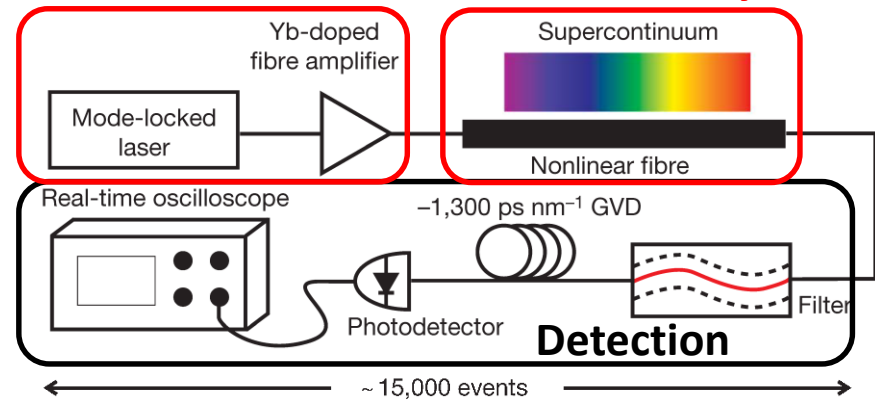 Yb-doped
fibre amplifier
Mode-locked
laser
Supercontinuum
Nonlinear fibre
Real-time oscilloscope
–1,300 ps nm⁻¹ GVD
Photodetector
Filter
Detection
~ 15,000 events